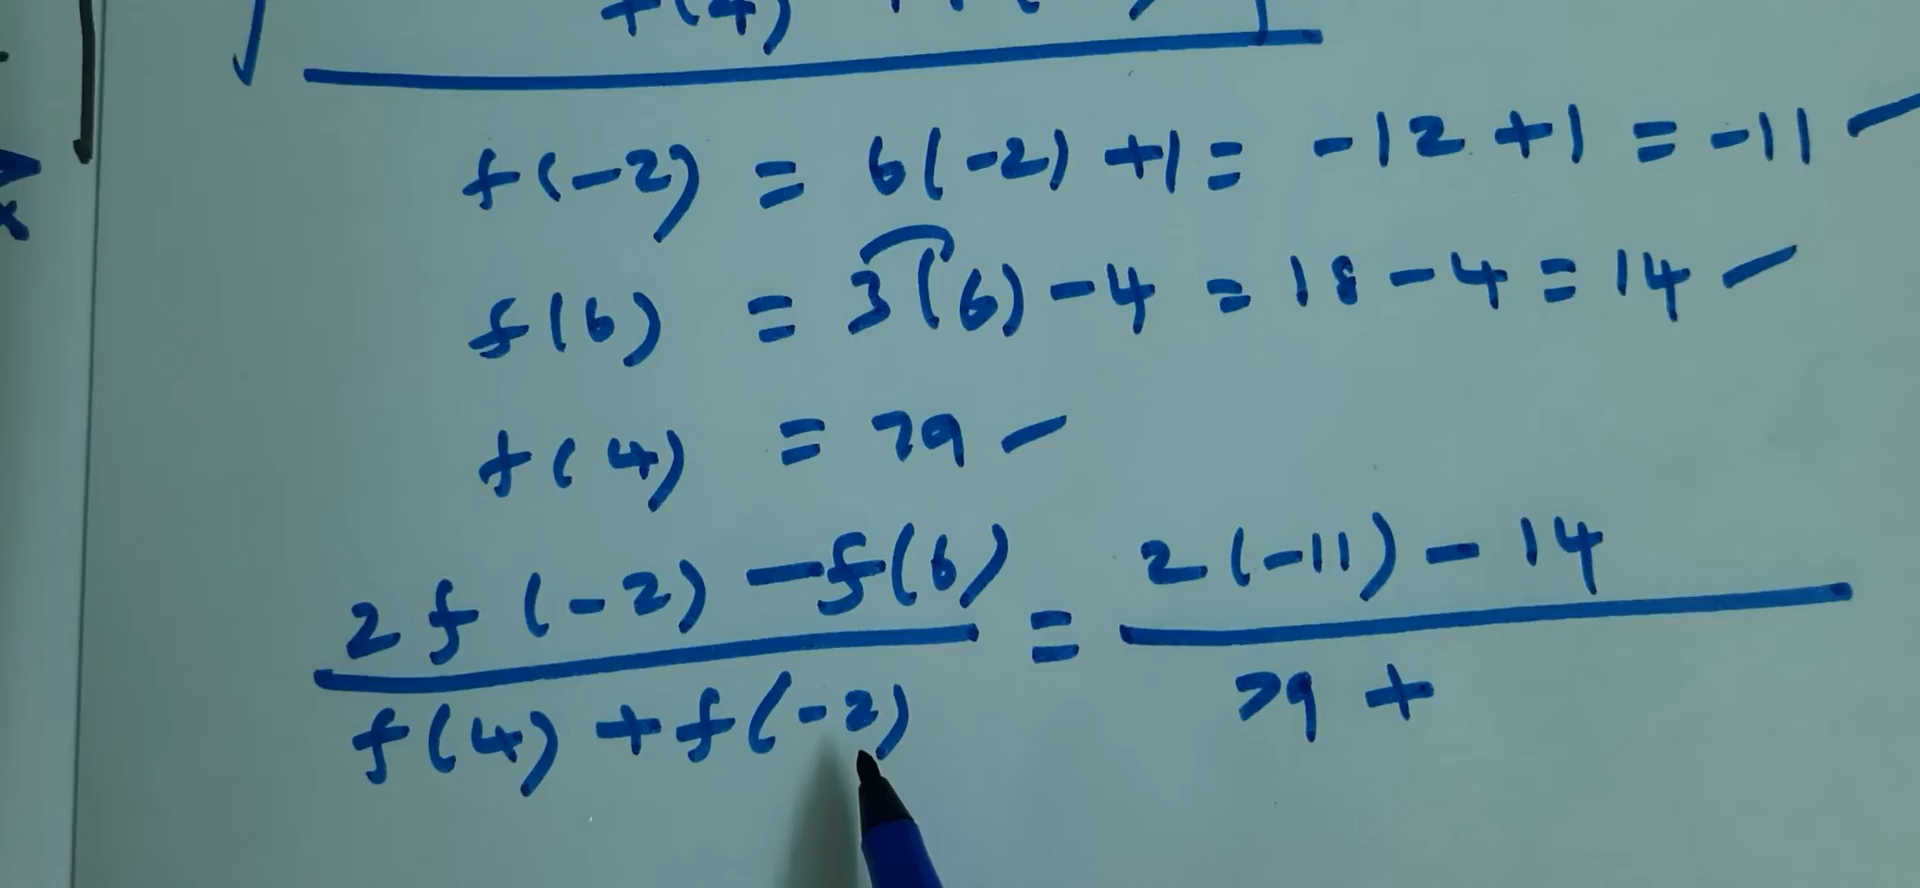 f(-2) = 6(-2) +1 = -12 +1 = -11
f(6) = 3(6) -4 = 18 -4 = 14
f(4) = 79
2f(-2) - f(6) = 2(-11) - 14
f(4) + f(-2) 79 +